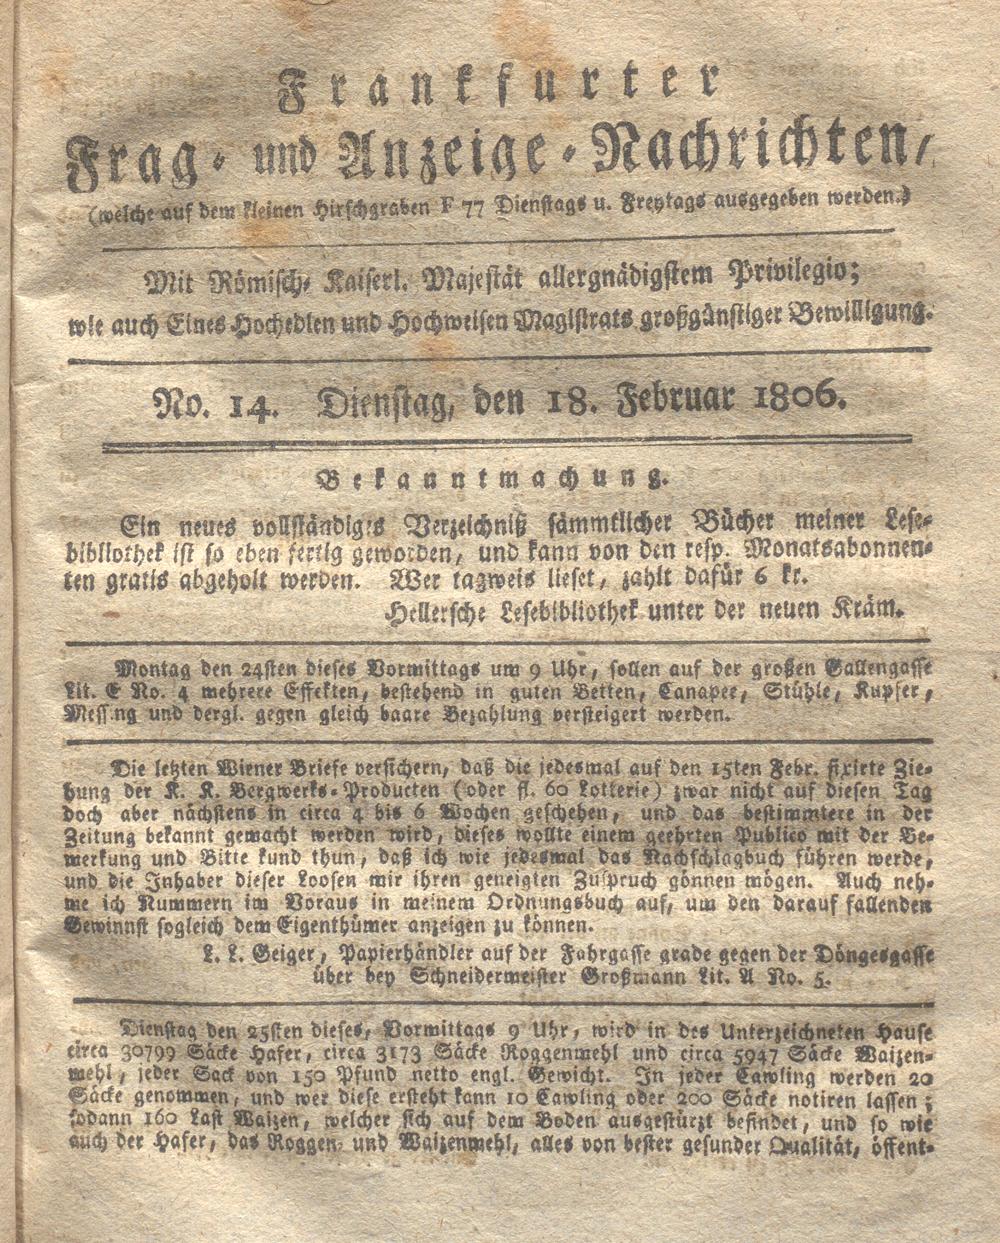 Frankfurter
Frag- und Anzeige-Nachrichten,
(welche auf dem kleinen Hirschgraben F 77 Dienstags u. Freytags ausgegeben werden.)
Mit Römisch- Kaiserl. Majestät allergnädigstem Privilegio;
wie auch Eines Hochedlen und Hochweisen Magistrats großgünstiger Bewilligung.
No. 14. Dienstag, den 18. Februar 1806.
Bekanntmachung.
Ein neues vollständiges Verzeichniß sämmtlicher Bücher meiner Lese-
bibliothek ist so eben fertig geworden, und kann von den resp. Monatsabonnen-
ten gratis abgeholt werden. Wer tagweis lieset, zahlt dafür 6 kr.
Hellersche Lesebibliothek unter der neuen Kräm.
Montag den 24sten dieses Vormittags um 9 Uhr, sollen auf der großen Gallengasse
Lit. E No. 4 mehrere Effekten, bestehend in guten Betten, Canapee, Stühle, Kupfer,
Mess.ng und dergl. gegen gleich baare Bezahlung versteigert werden.
Die letzten Wiener Briefe versichern, daß die jedesmal auf den 15ten Febr. fixirte Zie-
hung der K. K. Bergwerks-Producten (oder fl. 60 Lotterie) zwar nicht auf diesen Tag
doch aber nächstens in circa 4 bis 6 Wochen geschehen, und das bestimmtere in der
Zeitung bekannt gemacht werden wird, dieses wollte einem geehrten Publico mit der Be-
merkung und Bitte kund thun, daß ich wie jedesmal das Nachschlagbuch führen werde,
und die Inhaber dieser Loosen mir ihren geneigten Zuspruch gönnen mögen. Auch neh-
me ich Nummern im Voraus in meinem Ordnungsbuch auf, um den darauf fallenden
Gewinnst sogleich dem Eigenthümer anzeigen zu können.
L. L. Geiger, Papierhändler auf der Fahrgasse grade gegen der Döngesgasse
über bey Schneidermeister Großmann Lit. A No. 5.
Dienstag den 25sten dieses, Vormittags 9 Uhr, wird in des Unterzeichneten Hause
circa 30799 Säcke Hafer, circa 3173 Säcke Roggenmehl und circa 5947 Säcke Waizen-
mehl, jeder Sack von 150 Pfund netto engl. Gewicht. In jeder Cawling werden 20
Säcke genommen, und wer diese ersteht kann 10 Cawling oder 200 Säcke notiren lassen;
sodann 160 Last Waizen, welcher sich auf dem Boden ausgestürzt befindet, und so wie
auch der Hafer, das Roggen- und Waizenmehl, alles von bester gesunder Qualität, öffent-